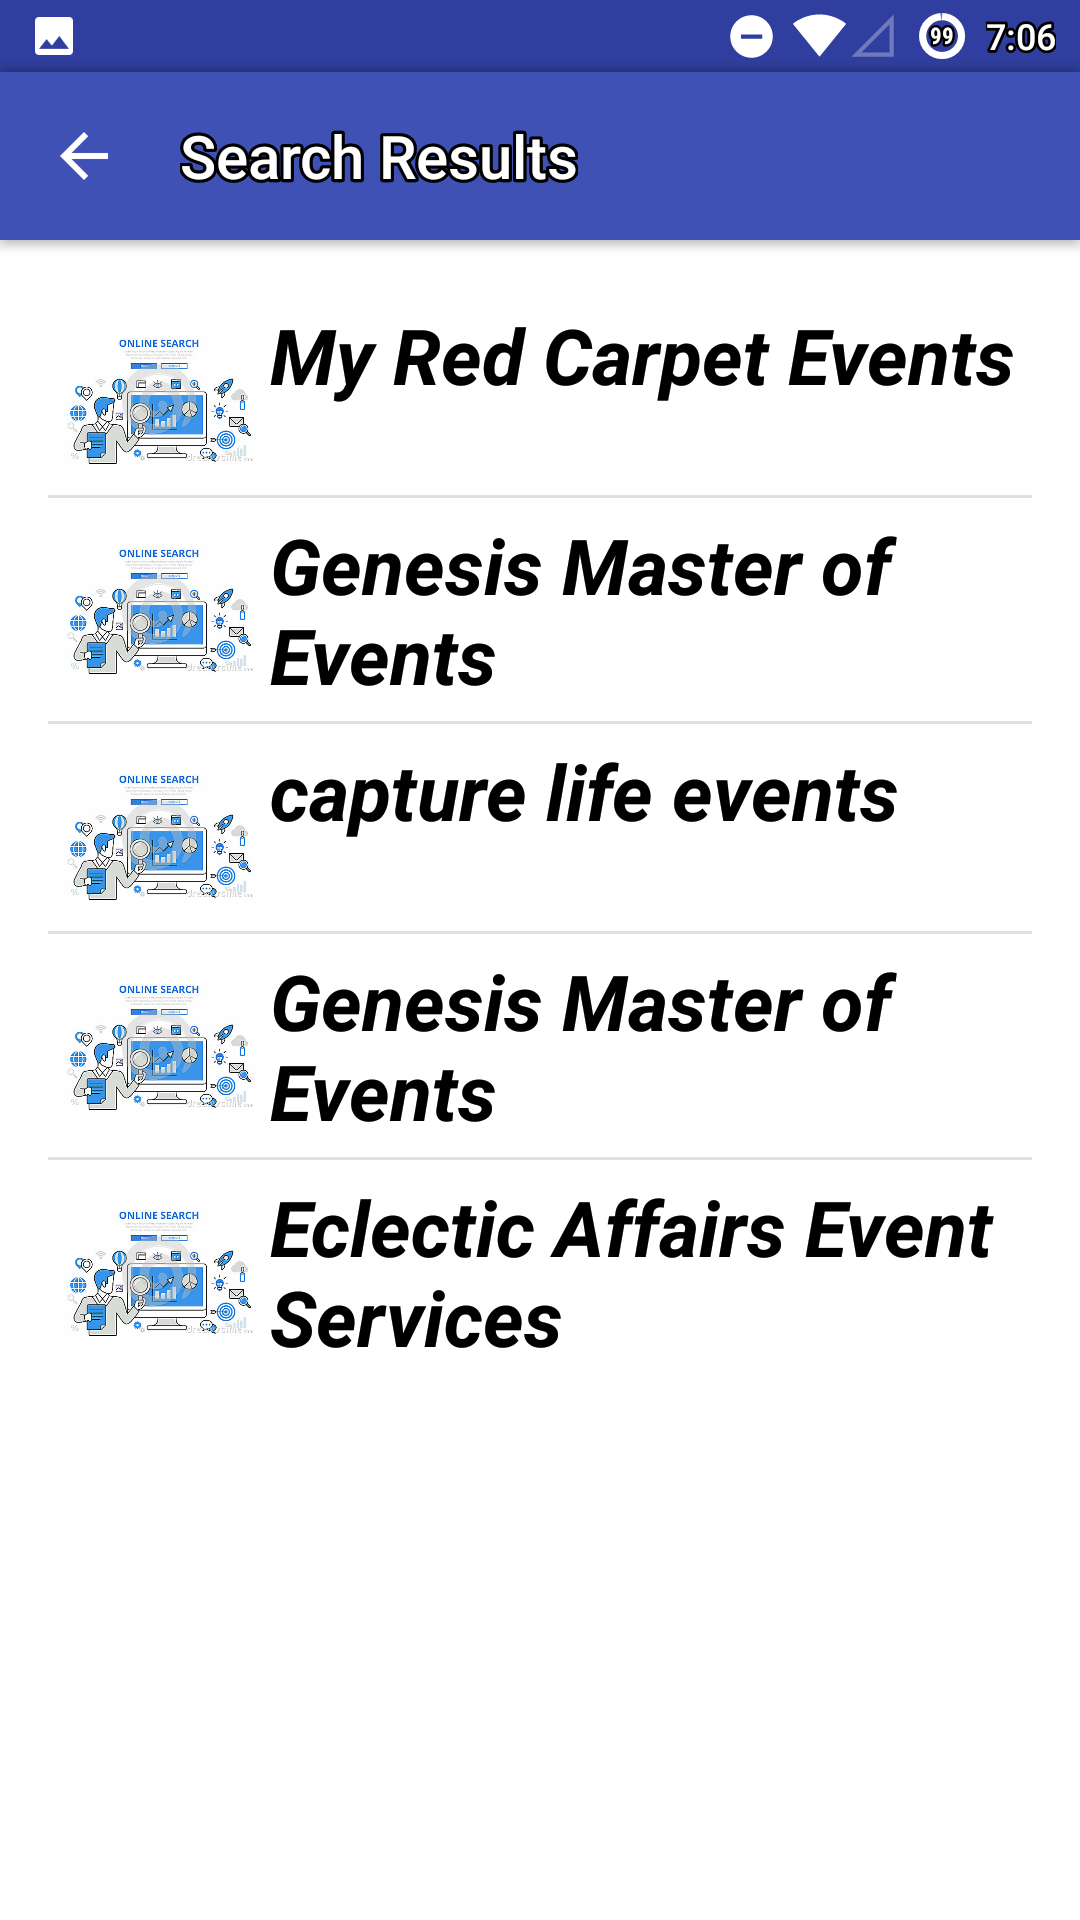 99 7:06
Search Results
ONLINE SEARCH
My Red Carpet Events
ONLINE SEARCH
Genesis Master of
Events
ONLINE SEARCH
capture life events
ONLINE SEARCH
Genesis Master of
Events
ONLINE SEARCH
Eclectic Affairs Event
Services